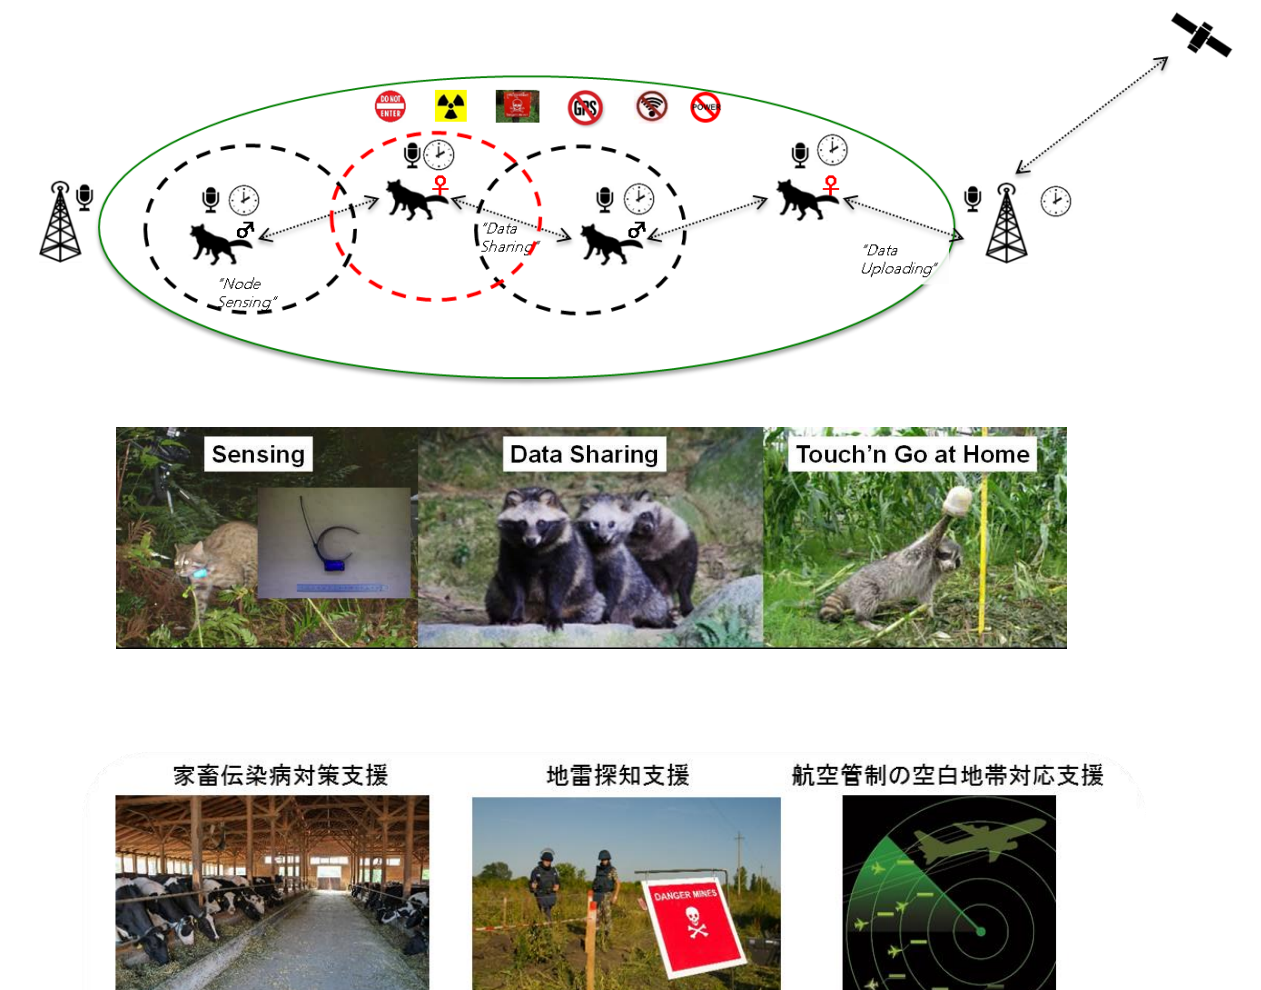 DO NOT
ENTER
GPS
POWER
"Data
Sharing"
"Node
Sensing"
"Data
Uploading"
Sensing
Data Sharing
Touch'n Go at Home
家畜伝染病対策支援
地雷探知支援
航空管制の空白地帯対応支援
DANGER MINES